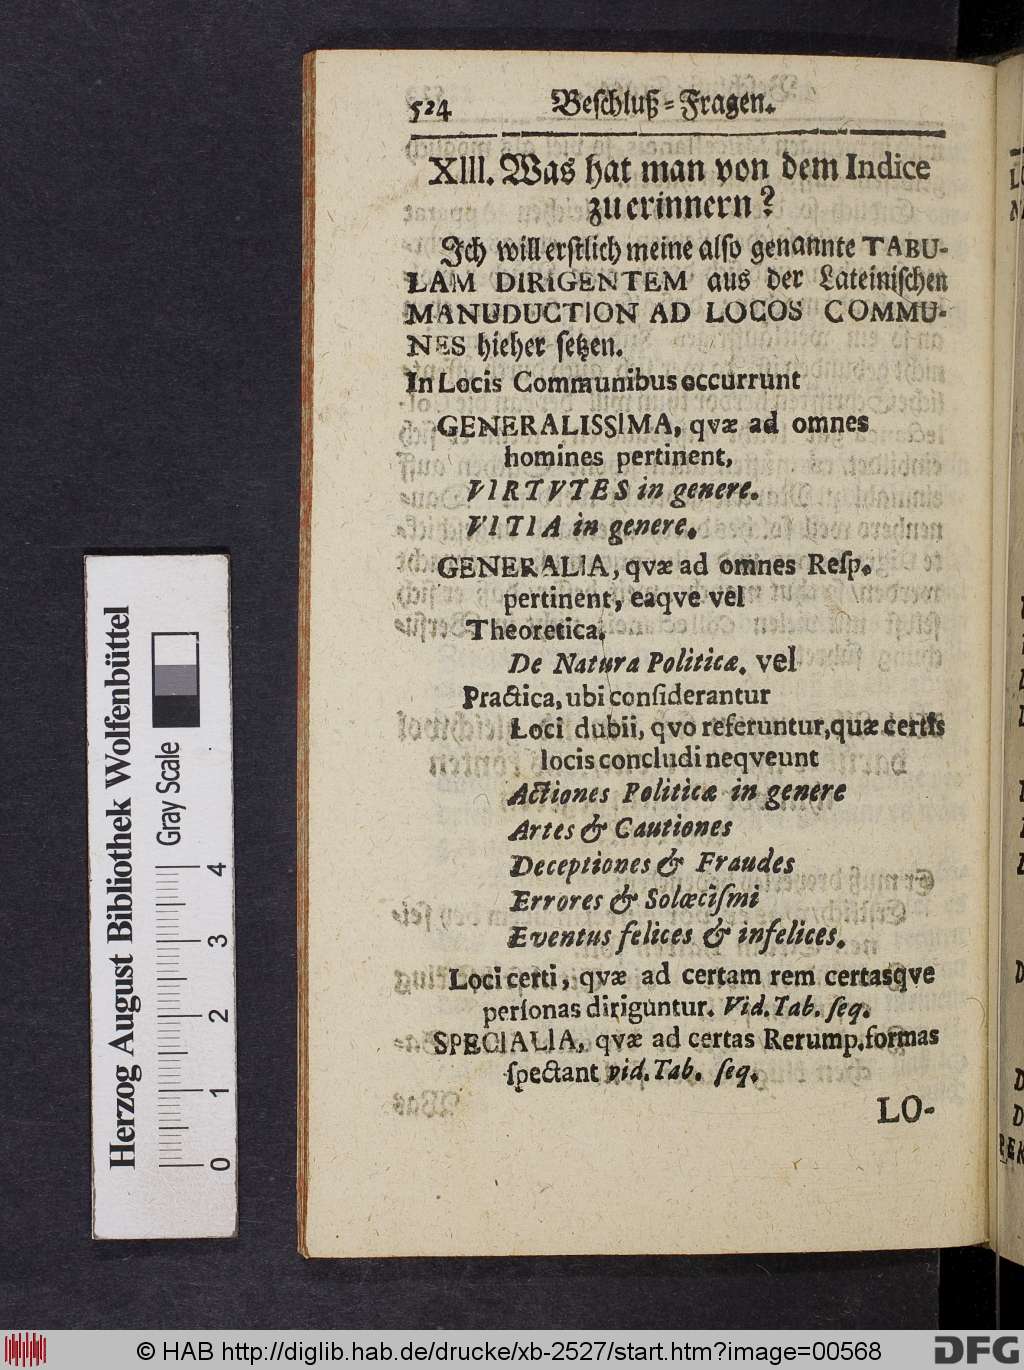 524 Beſchluß=Fragen.
XIII. Was hat man von dem Indice
zu erinnern?
Ich will erſtlich meine alſo genannte TABU-
LAM DIRIGENTEM aus der Lateiniſchen
MANUDUCTION AD LOCOS COMMU-
NES hieher ſetzen.
In Locis Communibus occurrunt
GENERALISSIMA, qvæ ad omnes
homines pertinent,
VIRTVTES in genere.
VITIA in genere.
GENERALIA, qvæ ad omnes Reſp.
pertinent, eaqve vel
Theoretica.
De Natura Politicæ. vel
Practica, ubi conſiderantur
Loci dubii, qvo referuntur, quæ certis
locis concludi neqveunt
Actiones Politicæ in genere
Artes & Cautiones
Deceptiones & Fraudes
Errores & Solœciſmi
Eventus felices & infelices.
Loci certi, qvæ ad certam rem certasqve
perſonas diriguntur. Vid. Tab. ſeq.
SPECIALIA, qvæ ad certas Rerump. formas
ſpectant vid. Tab. ſeq.
LO-
Herzog August Bibliothek Wolfenbüttel
Gray Scale
0 1 2 3 4
© HAB http://diglib.hab.de/drucke/xb-2527/start.htm?image=00568
DFG